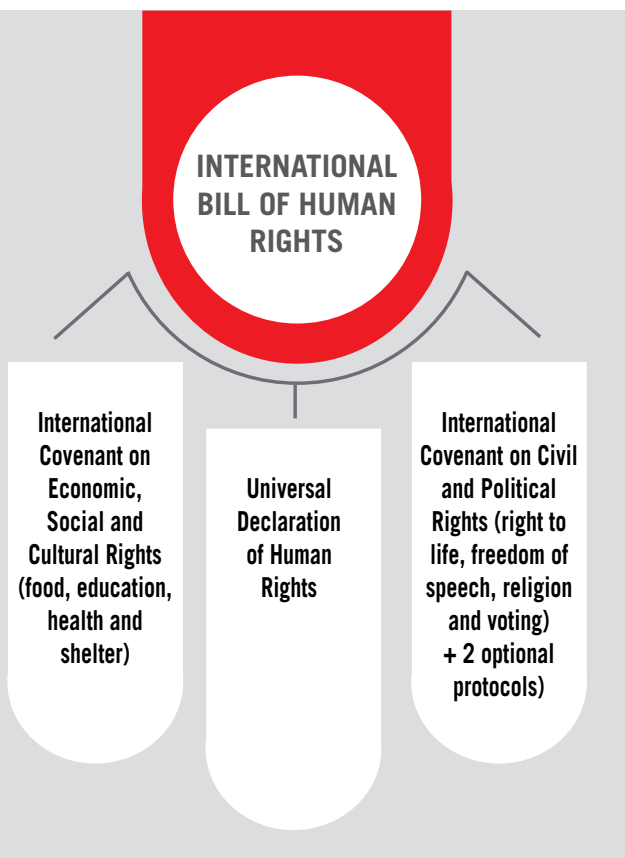 INTERNATIONAL
BILL OF HUMAN
RIGHTS
International
Covenant on
Economic,
Social and
Cultural Rights
(food, education,
health and
shelter)
Universal
Declaration
of Human
Rights
International
Covenant on Civil
and Political
Rights (right to
life, freedom of
speech, religion
and voting)
+ 2 optional
protocols)